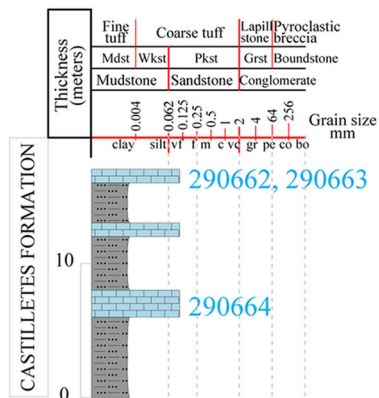 Thickness
(meters)
Fine tuff
Coarse tuff
Lapill stone
Pyroclastic breccia
Mdst
Wkst
Pkst
Grst
Boundstone
Mudstone
Sandstone
Conglomerate
0.004
0.062
0.125
0.25
0.5
1
2
4
64
256
Grain size
mm
clay
silt
vf
f
m
c
vc
gr
pe
co
bo
CASTILLETES FORMATION
10
0
290662, 290663
290664